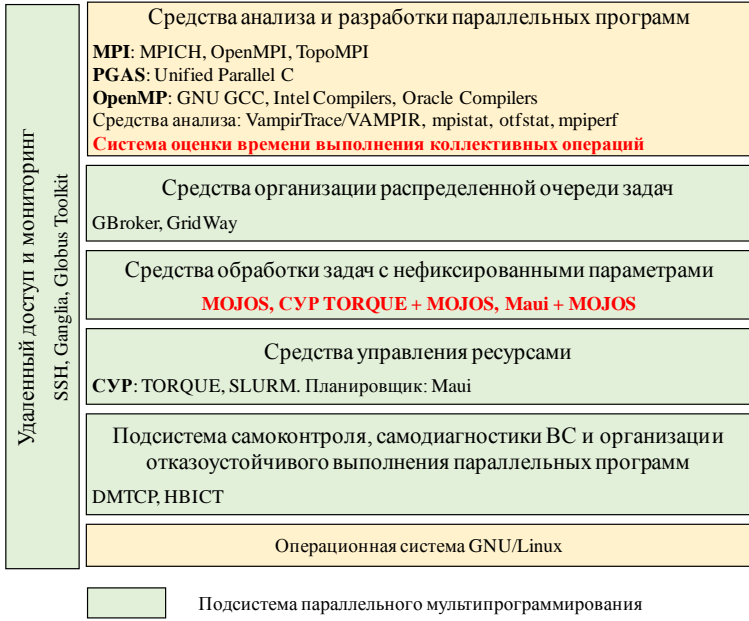 Средства анализа и разработки параллельных программ
MPI: MPICH, OpenMPI, TopoMPI
PGAS: Unified Parallel C
OpenMP: GNU GCC, Intel Compilers, Oracle Compilers
Средства анализа: VampirTrace/VAMPIR, mpistat, otfstat, mpiperf
Система оценки времени выполнения коллективных операций
Удаленный доступ и мониторинг
SSH, Ganglia, Globus Toolkit
Средства организации распределенной очереди задач
GBroker, GridWay
Средства обработки задач с нефиксированными параметрами
MOJOS, СУР TORQUE + MOJOS, Maui + MOJOS
Средства управления ресурсами
СУР: TORQUE, SLURM. Планировщик: Maui
Подсистема самоконтроля, самодиагностики ВС и организации
отказоустойчивого выполнения параллельных программ
DMTCP, HBICT
Операционная система GNU/Linux
Подсистема параллельного мультипрограммирования